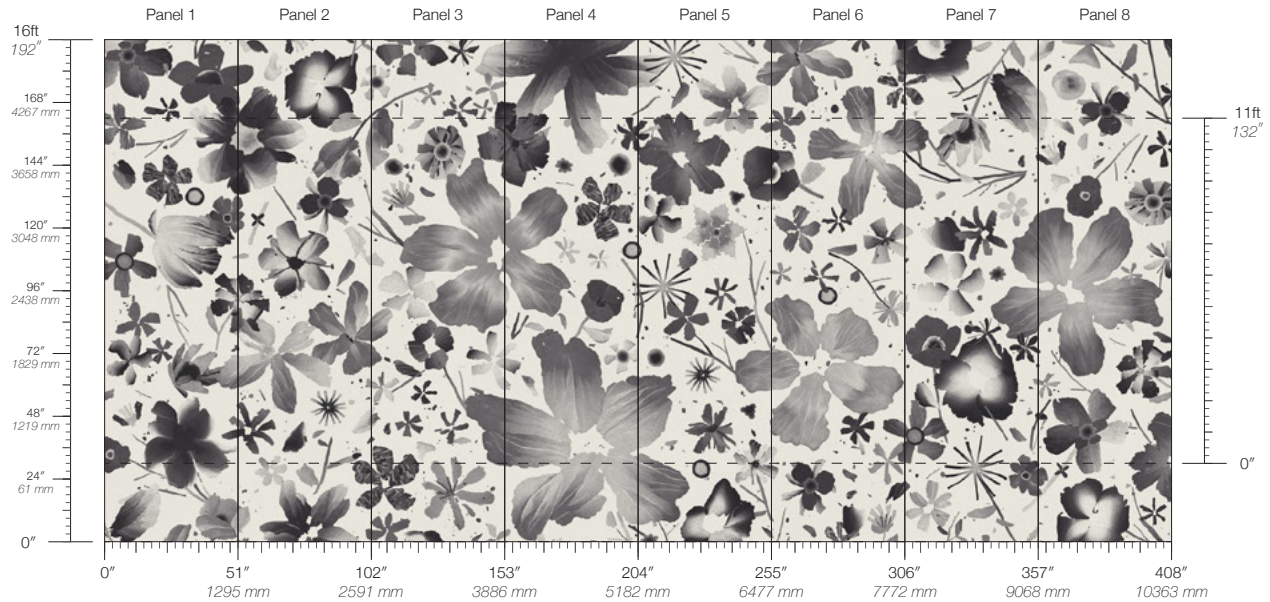 Panel 1 Panel 2 Panel 3 Panel 4 Panel 5 Panel 6 Panel 7 Panel 8
16ft
192″
168″
4267 mm
144″
3658 mm
120″
3048 mm
96″
2438 mm
72″
1829 mm
48″
1219 mm
24″
61 mm
0″
11ft
132″
0″
0″ 51″ 102″ 153″ 204″ 255″ 306″ 357″ 408″
1295 mm 2591 mm 3886 mm 5182 mm 6477 mm 7772 mm 9068 mm 10363 mm